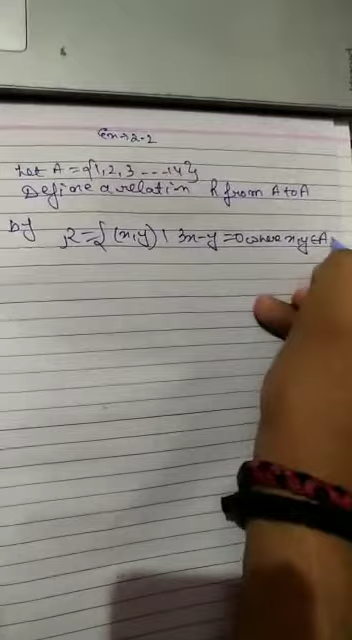 Ex → 2-2
Let A = {1, 2, 3 --- 14}
Define a relation R from A to A
by R = { (x, y) | 3x - y = 0 where x, y ∈ A